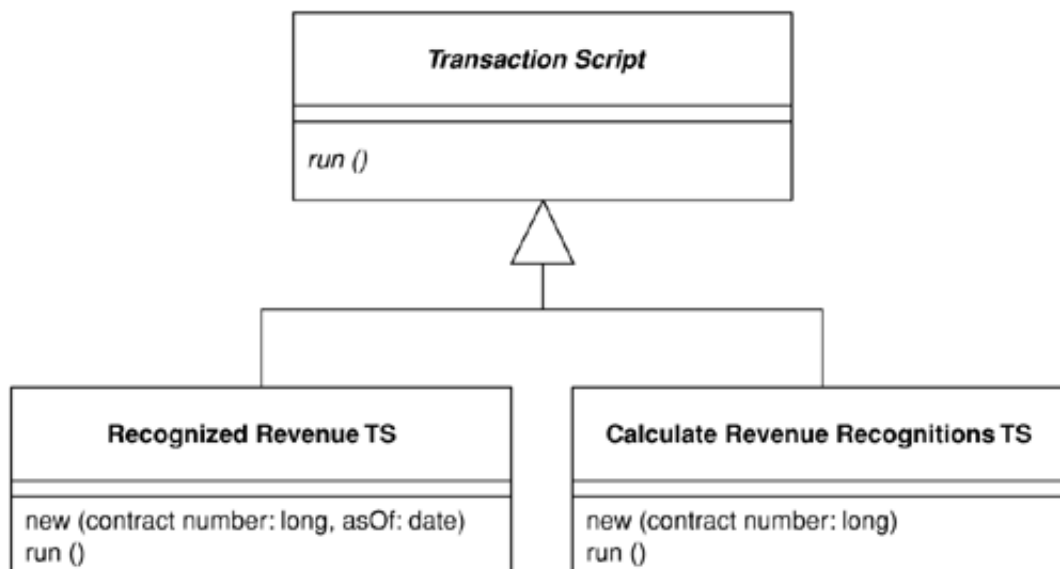 Transaction Script
run ()
Recognized Revenue TS
new (contract number: long, asOf: date)
run ()
Calculate Revenue Recognitions TS
new (contract number: long)
run ()